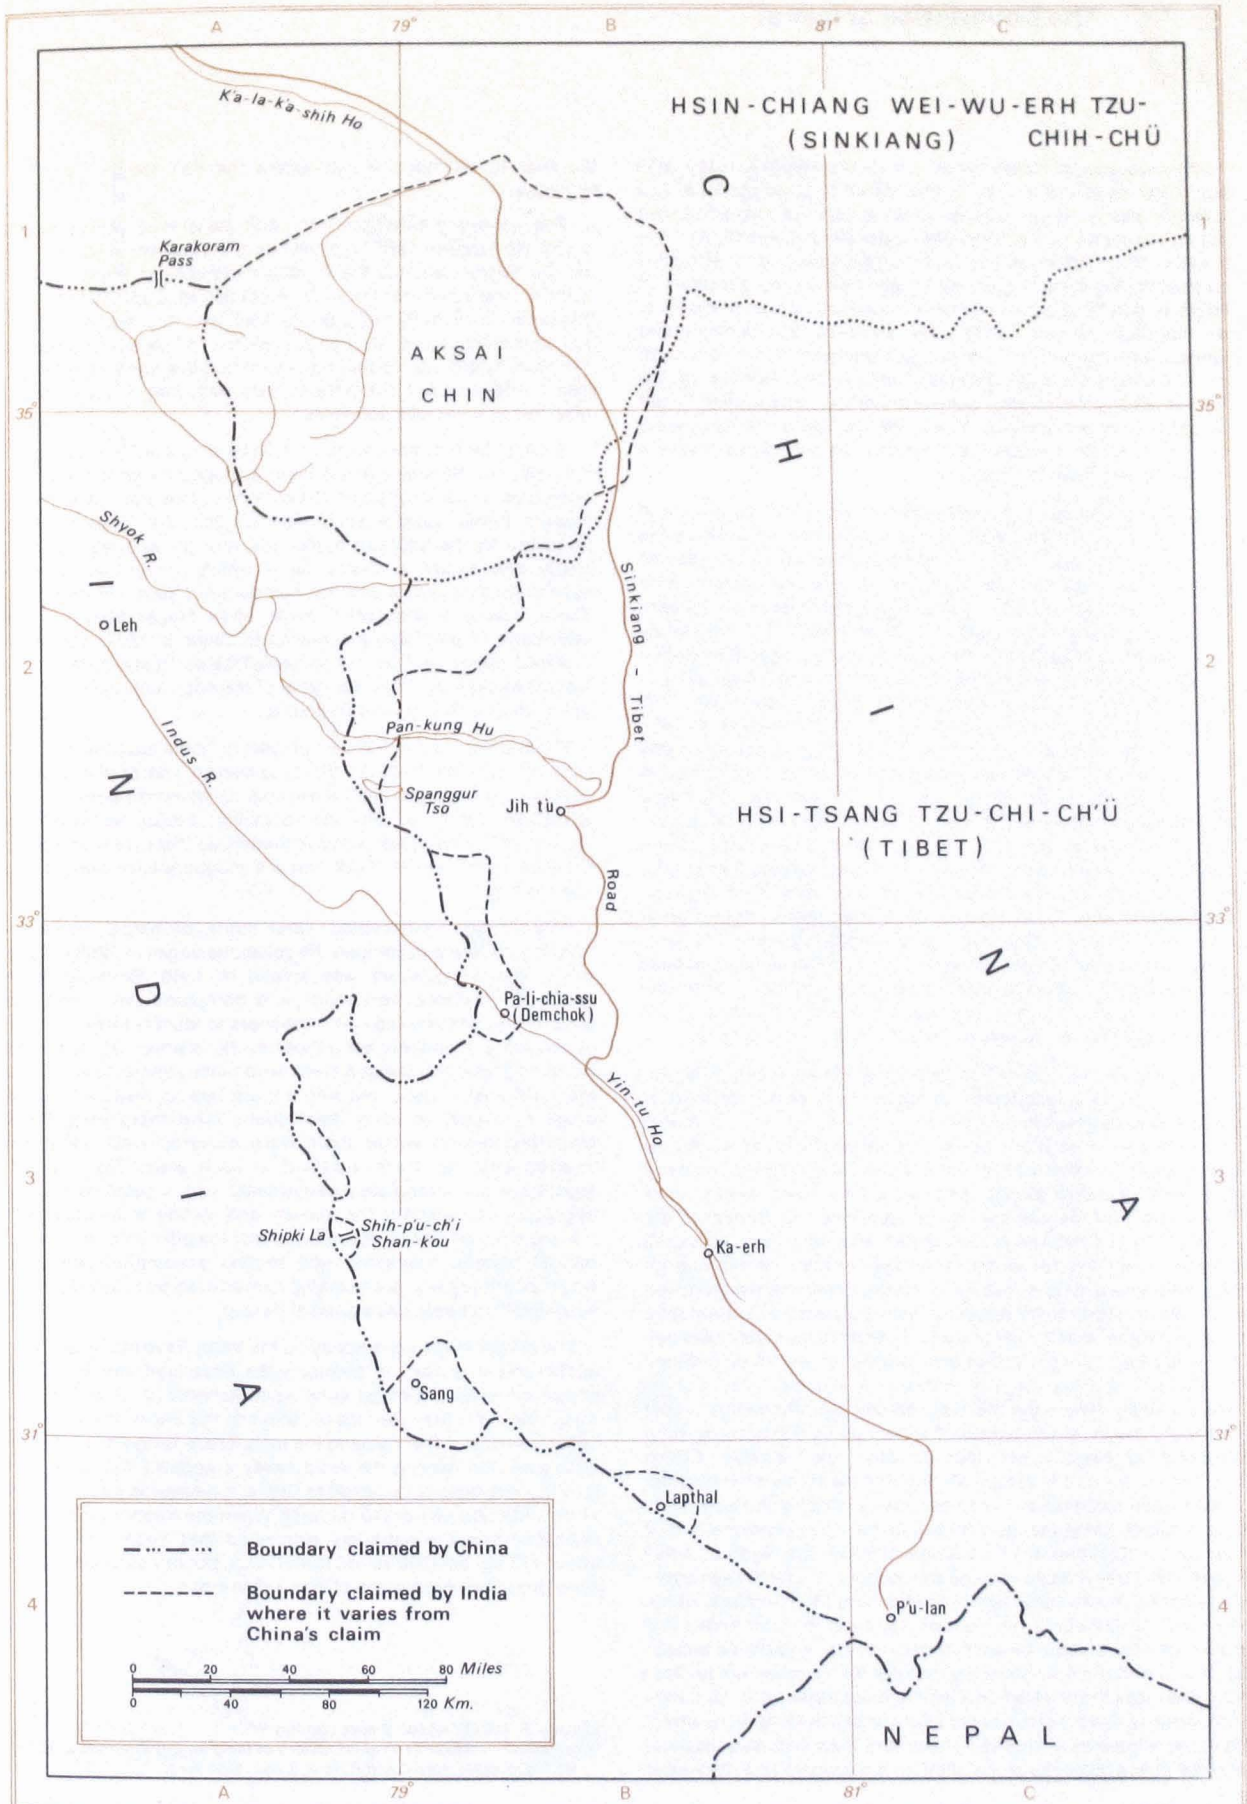 A
79°
B
81°
C
K'a-la-k'a-shih Ho
HSIN-CHIANG WEI-WU-ERH TZU-
(SINKIANG) CHIH-CHÜ
C
1
1
Karakoram
Pass
AKSAI
CHIN
35°
35°
H
Shyok R.
I
Leh
Sinkiang - Tibet
2
2
I
Indus R.
Pan-kung Hu
N
Spanggur
Tso
Jih tu
HSI-TSANG TZU-CHI-CH'Ü
(TIBET)
Road
33°
33°
N
D
Pa-li-chia-ssu
(Demchok)
Yin-tu Ho
3
3
I
A
Shipki La
Shih-p'u-ch'i
Shan-k'ou
Ka-erh
A
Sang
31°
31°
Lapthal
Boundary claimed by China
Boundary claimed by India
where it varies from
China's claim
4
4
P'u-lan
0 20 40 60 80 Miles
0 40 80 120 Km.
NEPAL
A
79°
B
81°
C